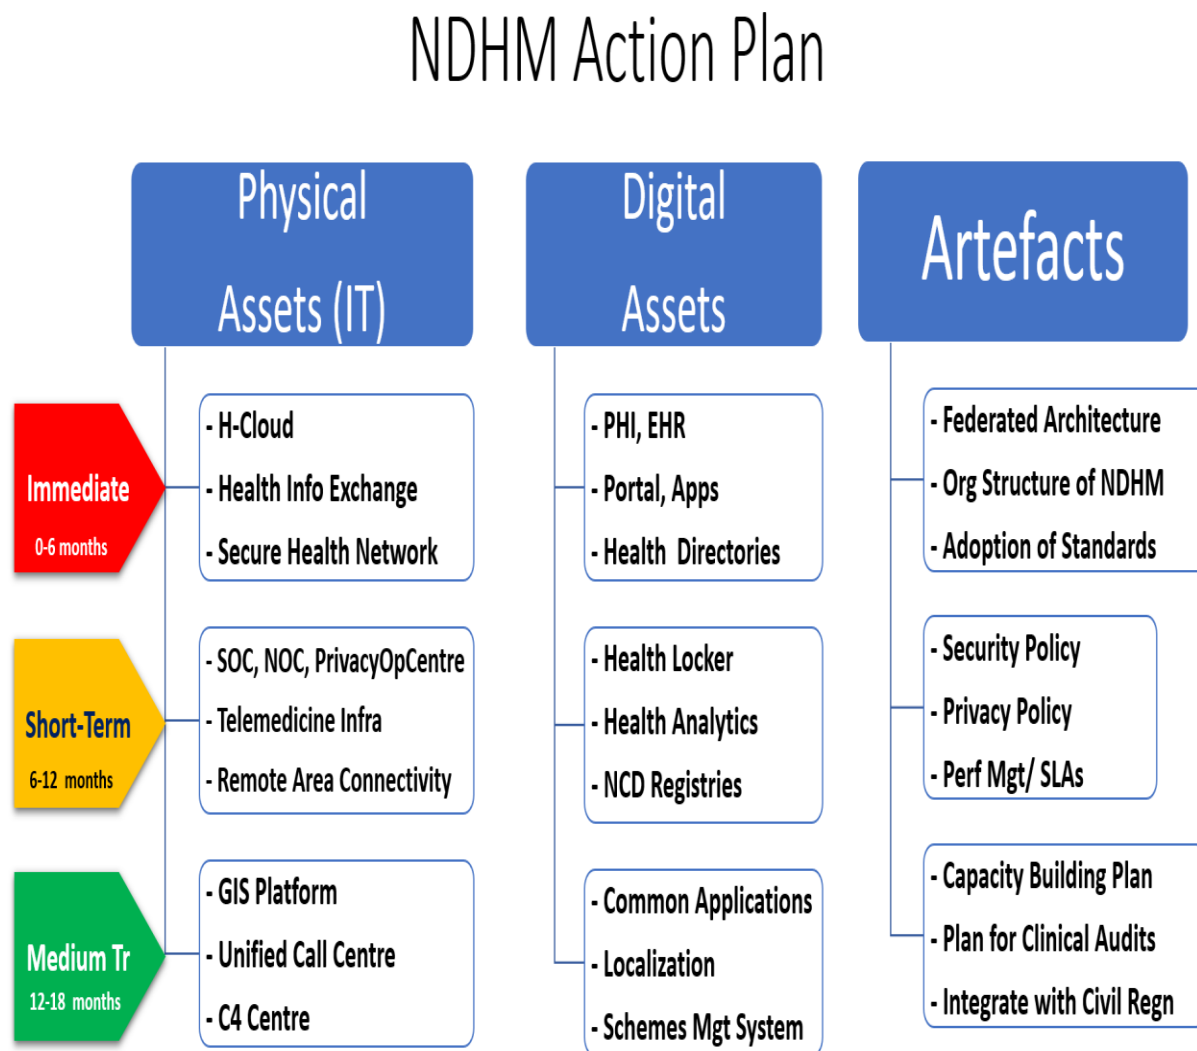 NDHM Action Plan
Physical
Assets (IT)
Digital
Assets
Artefacts
Immediate
0-6 months
- H-Cloud
- Health Info Exchange
- Secure Health Network
- PHI, EHR
- Portal, Apps
- Health Directories
- Federated Architecture
- Org Structure of NDHM
- Adoption of Standards
Short-Term
6-12 months
- SOC, NOC, PrivacyOpCentre
- Telemedicine Infra
- Remote Area Connectivity
- Health Locker
- Health Analytics
- NCD Registries
- Security Policy
- Privacy Policy
- Perf Mgt/ SLAs
Medium Tr
12-18 months
- GIS Platform
- Unified Call Centre
- C4 Centre
- Common Applications
- Localization
- Schemes Mgt System
- Capacity Building Plan
- Plan for Clinical Audits
- Integrate with Civil Regn